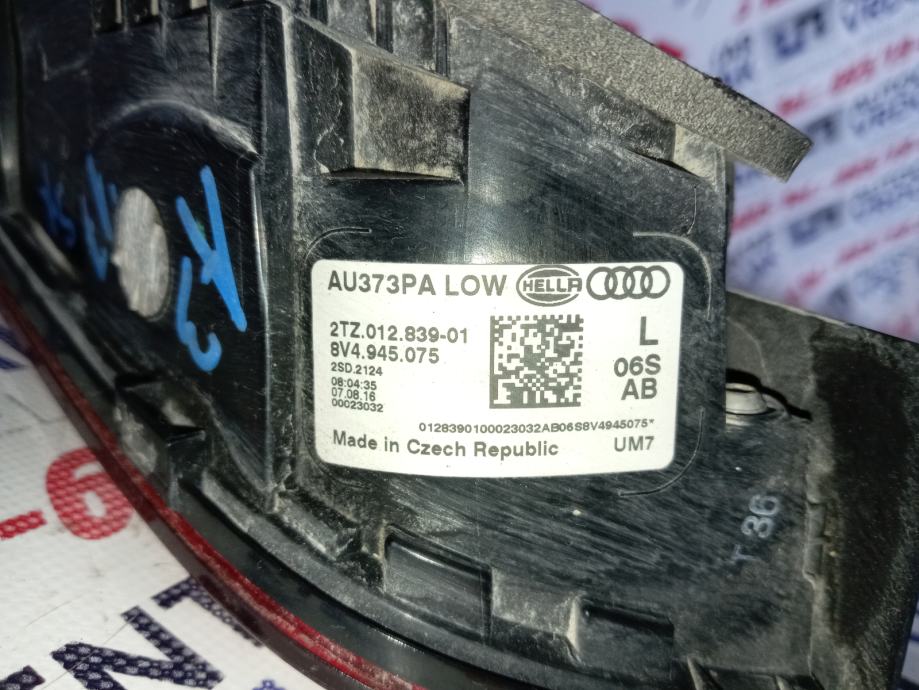 AU373PA LOW HELLA
2TZ.012.839-01
8V4.945.075
2SD.2124
08:04:35
07.08.16
00023032
L
06S
AB
0128390100023032AB06S8V4945075*
Made in Czech Republic UM7
K3
T 36